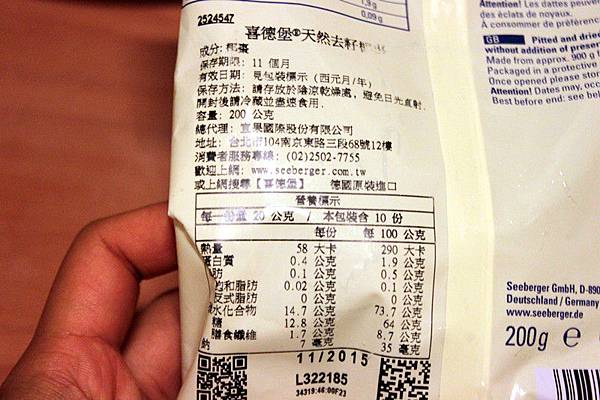 1,9g
0,09g
2524547
喜德堡®天然去籽
成分: 椰棗
保存期限: 11 個月
有效日期: 見包裝標示 (西元月/年)
保存方法: 請存放於陰涼乾燥處, 避免日光直射.
開封後請冷藏並盡速食用.
容量: 200 公克
總代理: 宜果國際股份有限公司
地址: 台北市104南京東路三段68號12樓
消費者服務專線: (02)2502-7755
歡迎上網: www.seeberger.com.tw
或上網搜尋【喜德堡】 德國原裝進口
營養標示
每一份量 20 公克 / 本包裝含 10 份
每份 每 100 公克
熱量 58 大卡 290 大卡
蛋白質 0.4 公克 1.9 公克
肪 0.1 公克 0.5 公克
飽和脂肪 0.02 公克 0.1 公克
反式脂肪 0 公克 0 公克
水化合物 14.7 公克 73.7 公克
糖 12.8 公克 64 公克
膳食纖維 1.7 公克 8.7 公克
鈉 7 毫克 35 毫克
11/2015
L322185
34319:46:00F23
Attention! Les dattes peuve
des éclats de noyaux.
A consommer de préférenc
GB Pitted and drie
without addition of preser
Made from approx. 900 g
Packaged in a protective
Once opened please stor
Attention! Dates may, oc
Best before end: see bel
Seeberger GmbH, D-890
Deutschland / Germany
www.seeberger.de
200g e